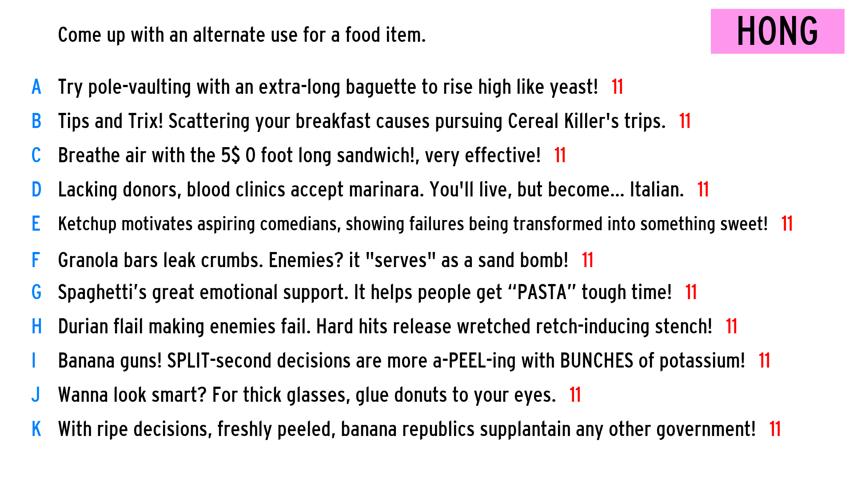 Come up with an alternate use for a food item.
HONG
A Try pole-vaulting with an extra-long baguette to rise high like yeast! 11
B Tips and Trix! Scattering your breakfast causes pursuing Cereal Killer's trips. 11
C Breathe air with the 5$ 0 foot long sandwich!, very effective! 11
D Lacking donors, blood clinics accept marinara. You'll live, but become... Italian. 11
E Ketchup motivates aspiring comedians, showing failures being transformed into something sweet! 11
F Granola bars leak crumbs. Enemies? it "serves" as a sand bomb! 11
G Spaghetti’s great emotional support. It helps people get “PASTA” tough time! 11
H Durian flail making enemies fail. Hard hits release wretched retch-inducing stench! 11
I Banana guns! SPLIT-second decisions are more a-PEEL-ing with BUNCHES of potassium! 11
J Wanna look smart? For thick glasses, glue donuts to your eyes. 11
K With ripe decisions, freshly peeled, banana republics supplantain any other government! 11